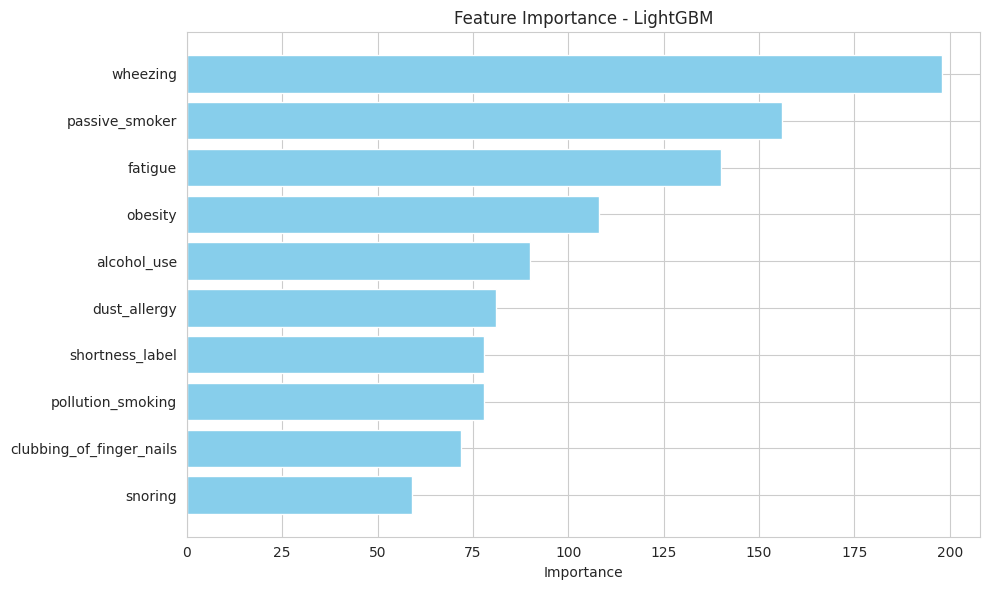 Feature Importance - LightGBM
wheezing
passive_smoker
fatigue
obesity
alcohol_use
dust_allergy
shortness_label
pollution_smoking
clubbing_of_finger_nails
snoring
0 25 50 75 100 125 150 175 200
Importance